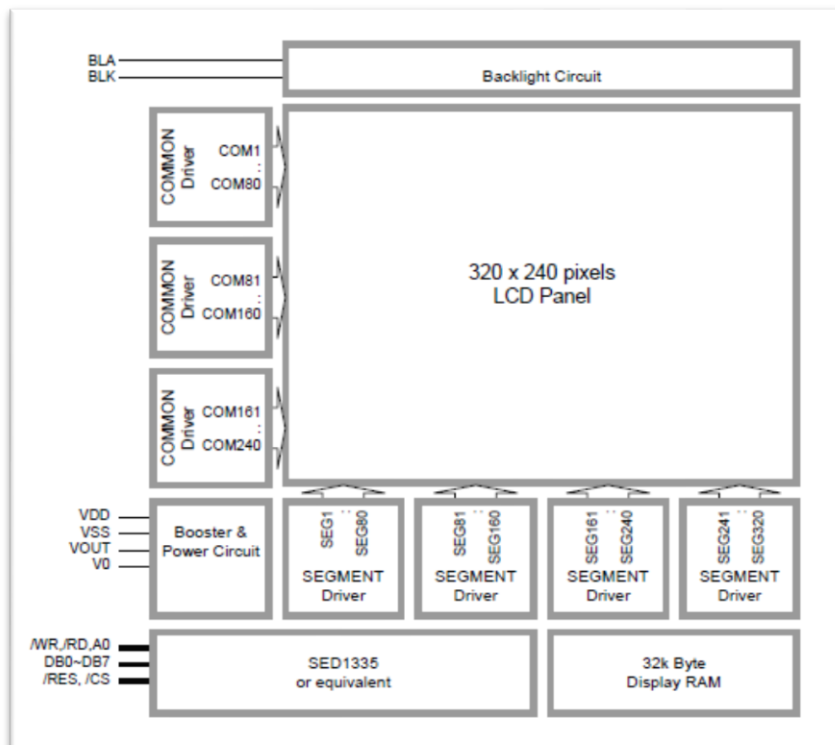 BLA
BLK
Backlight Circuit
COMMON
Driver
COM1
..
COM80
COMMON
Driver
COM81
..
COM160
COMMON
Driver
COM161
..
COM240
320 x 240 pixels
LCD Panel
VDD
VSS
VOUT
V0
Booster &
Power Circuit
SEG1
..
SEG80
SEGMENT
Driver
SEG81
..
SEG160
SEGMENT
Driver
SEG161
..
SEG240
SEGMENT
Driver
SEG241
..
SEG320
SEGMENT
Driver
/WR,/RD,A0
DB0~DB7
/RES, /CS
SED1335
or equivalent
32k Byte
Display RAM